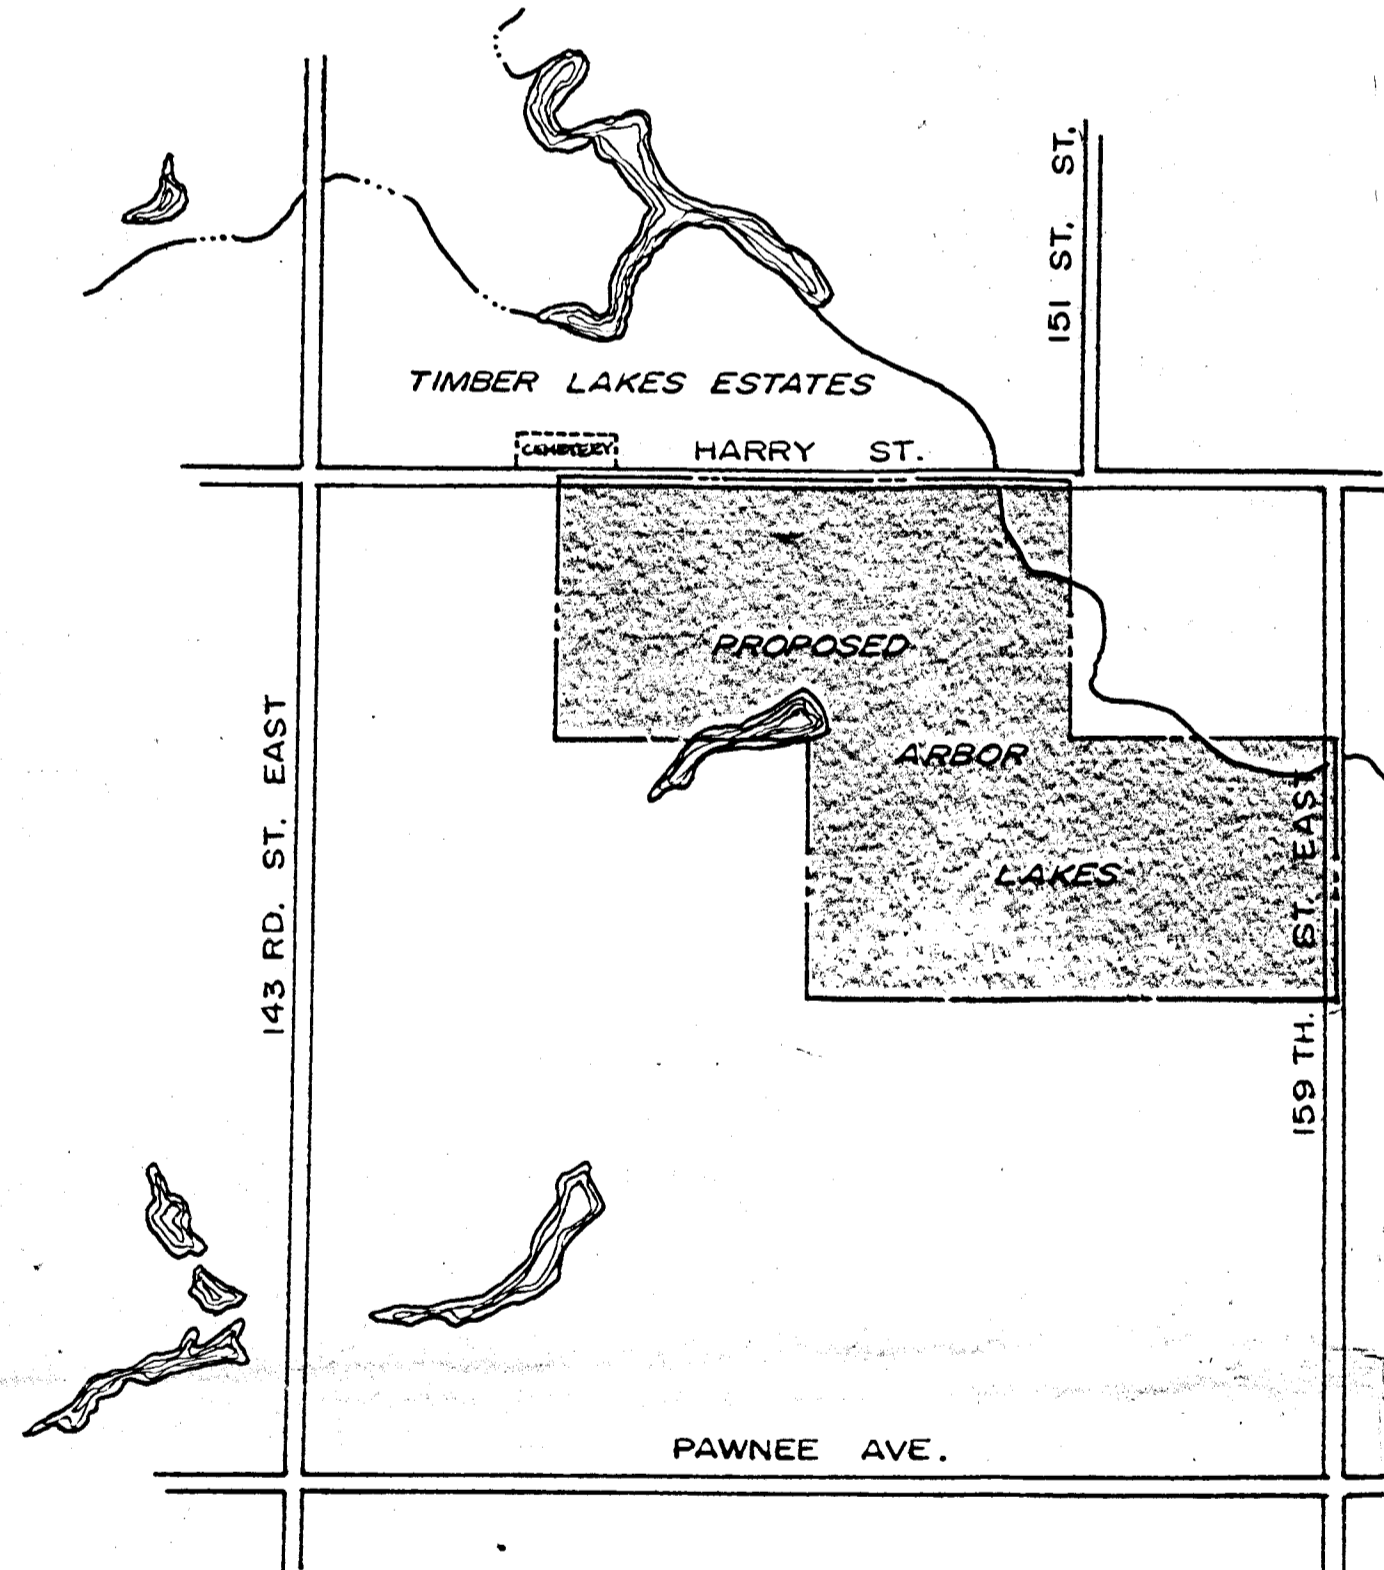 151 ST. ST.
TIMBER LAKES ESTATES
CEMETERY
HARRY ST.
PROPOSED
ARBOR
LAKES
143 RD. ST. EAST
159 TH. ST. EAST
PAWNEE AVE.